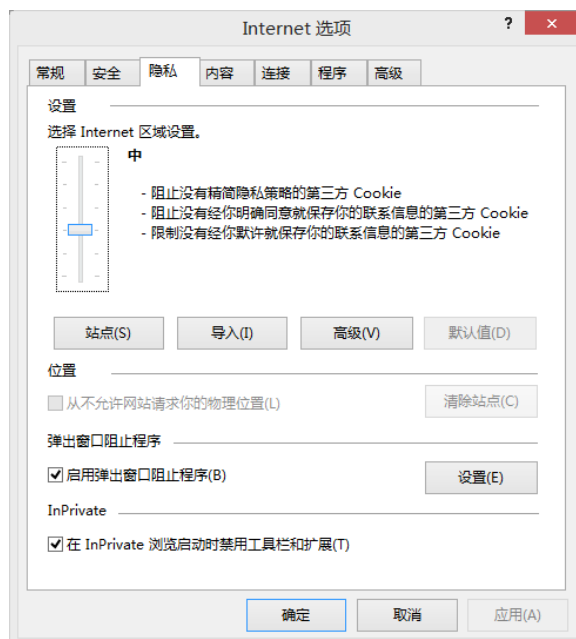 Internet 选项
? ×
常规 安全 隐私 内容 连接 程序 高级
设置
选择 Internet 区域设置。
中
- 阻止没有精简隐私策略的第三方 Cookie
- 阻止没有经你明确同意就保存你的联系信息的第三方 Cookie
- 限制没有经你默许就保存你的联系信息的第三方 Cookie
站点(S) 导入(I) 高级(V) 默认值(D)
位置
从不允许网站请求你的物理位置(L) 清除站点(C)
弹出窗口阻止程序
启用弹出窗口阻止程序(B) 设置(E)
InPrivate
在 InPrivate 浏览启动时禁用工具栏和扩展(T)
确定 取消 应用(A)